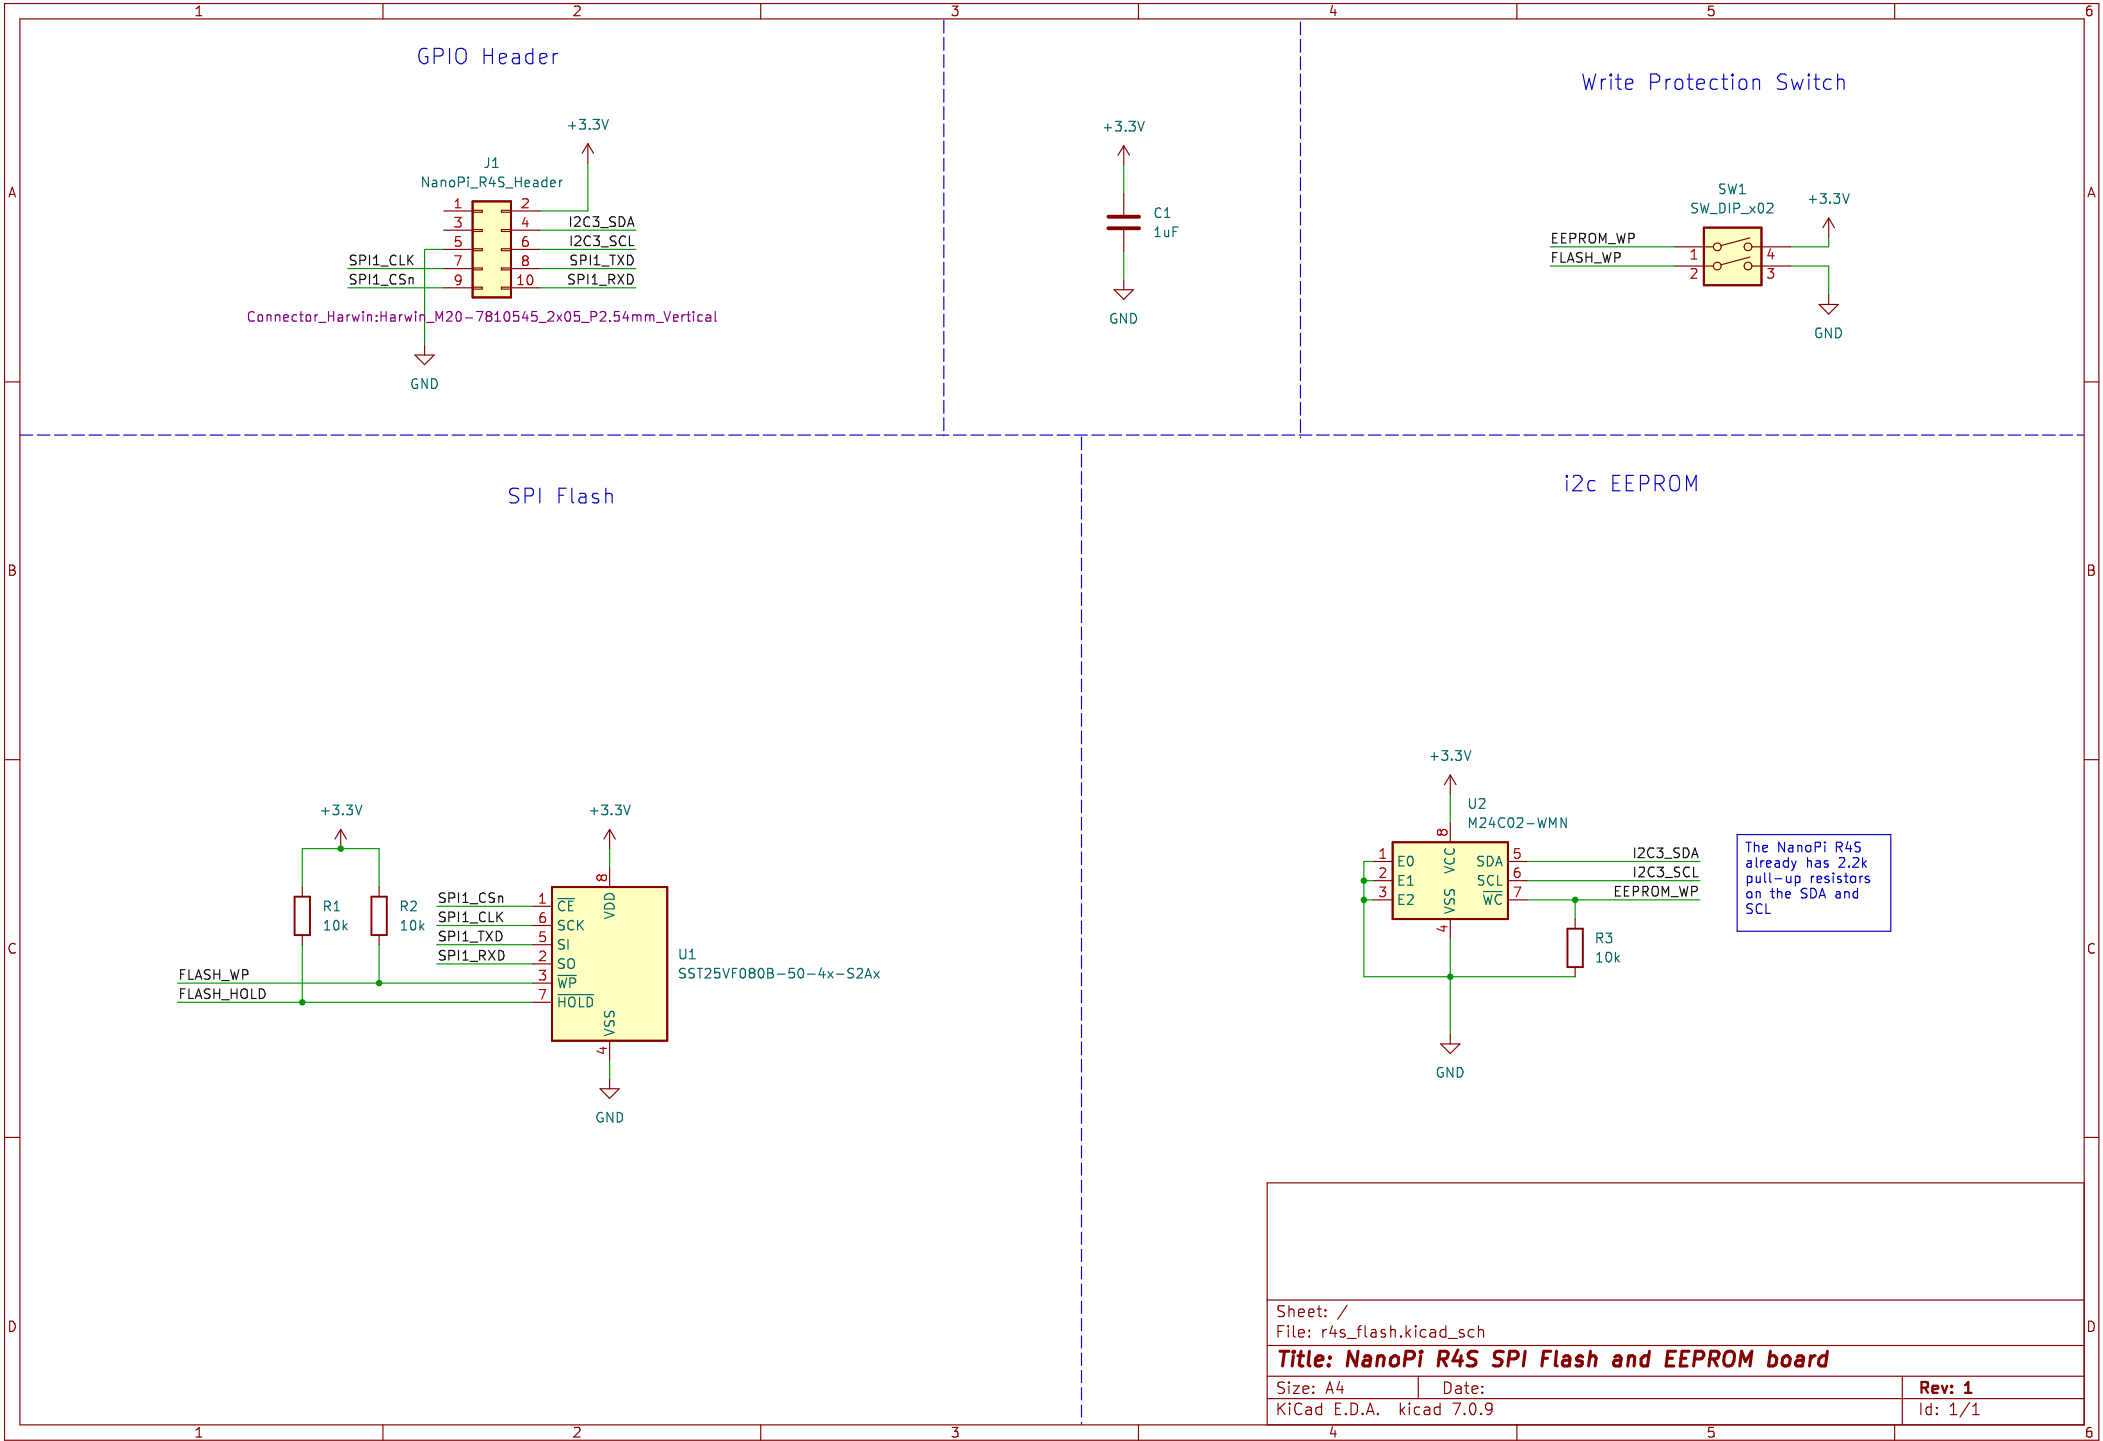 1 2 3 4 5 6
GPIO Header
Write Protection Switch
+3.3V
J1
NanoPi_R4S_Header
1 2
3 4 I2C3_SDA
5 6 I2C3_SCL
SPI1_CLK 7 8 SPI1_TXD
SPI1_CSn 9 10 SPI1_RXD
Connector_Harwin:Harwin_M20-7810545_2x05_P2.54mm_Vertical
GND
+3.3V
C1
1uF
GND
SW1
SW_DIP_x02
+3.3V
EEPROM_WP
1 4
FLASH_WP
2 3
GND
A A
SPI Flash
i2c EEPROM
B B
+3.3V
+3.3V
R1
10k
R2
10k
8
VDD
SPI1_CSn 1 CE
SPI1_CLK 6 SCK
SPI1_TXD 5 SI
SPI1_RXD 2 SO
FLASH_WP 3 WP
FLASH_HOLD 7 HOLD
VSS
4
U1
SST25VF080B-50-4x-S2Ax
GND
+3.3V
U2
M24C02-WMN
8
VCC
1 E0 SDA 5 I2C3_SDA
2 E1 SCL 6 I2C3_SCL
3 E2 WC 7 EEPROM_WP
VSS
4
R3
10k
GND
The NanoPi R4S
already has 2.2k
pull-up resistors
on the SDA and
SCL
C C
Sheet: /
File: r4s_flash.kicad_sch
Title: NanoPi R4S SPI Flash and EEPROM board
Size: A4 Date: Rev: 1
KiCad E.D.A. kicad 7.0.9 Id: 1/1
D D
1 2 3 4 5 6